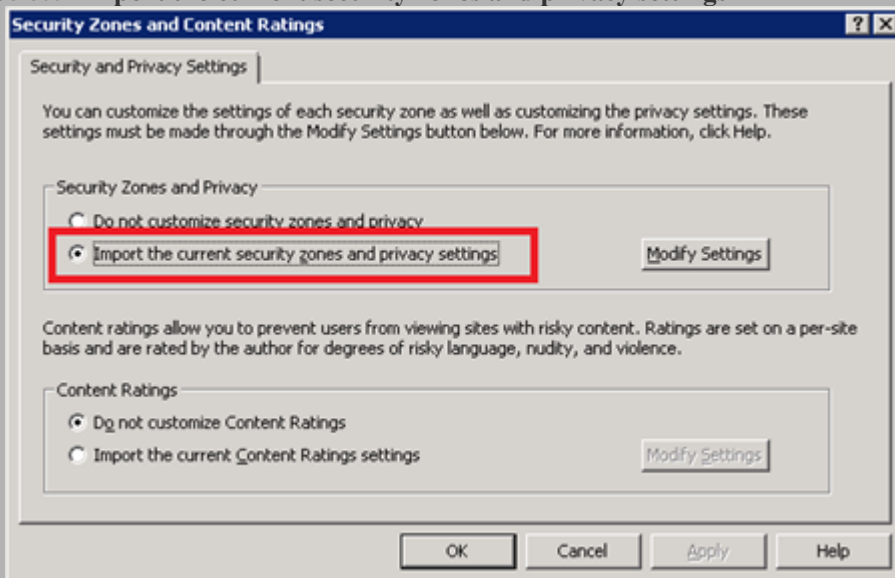 Security Zones and Content Ratings
Security and Privacy Settings
You can customize the settings of each security zone as well as customizing the privacy settings. These
settings must be made through the Modify Settings button below. For more information, click Help.
Security Zones and Privacy
Do not customize security zones and privacy
Import the current security zones and privacy settings
Modify Settings
Content ratings allow you to prevent users from viewing sites with risky content. Ratings are set on a per-site
basis and are rated by the author for degrees of risky language, nudity, and violence.
Content Ratings
Do not customize Content Ratings
Import the current Content Ratings settings
Modify Settings
OK Cancel Apply Help